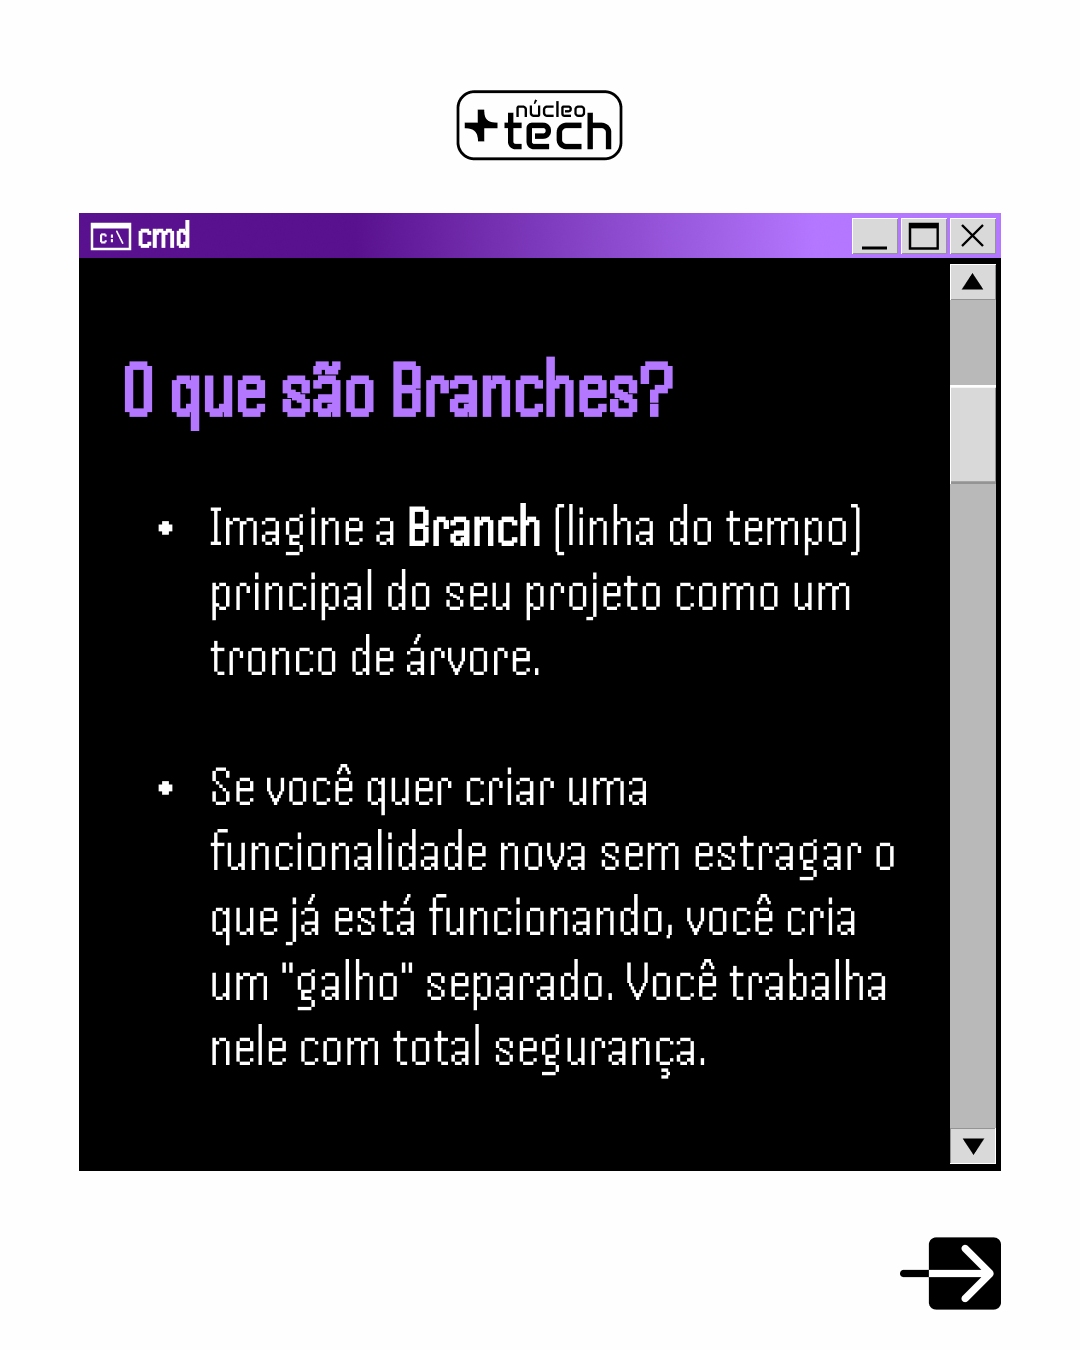 núcleo
tech
C:\ cmd
O que são Branches?
• Imagine a Branch (linha do tempo)
principal do seu projeto como um
tronco de árvore.
• Se você quer criar uma
funcionalidade nova sem estragar o
que já está funcionando, você cria
um "galho" separado. Você trabalha
nele com total segurança.